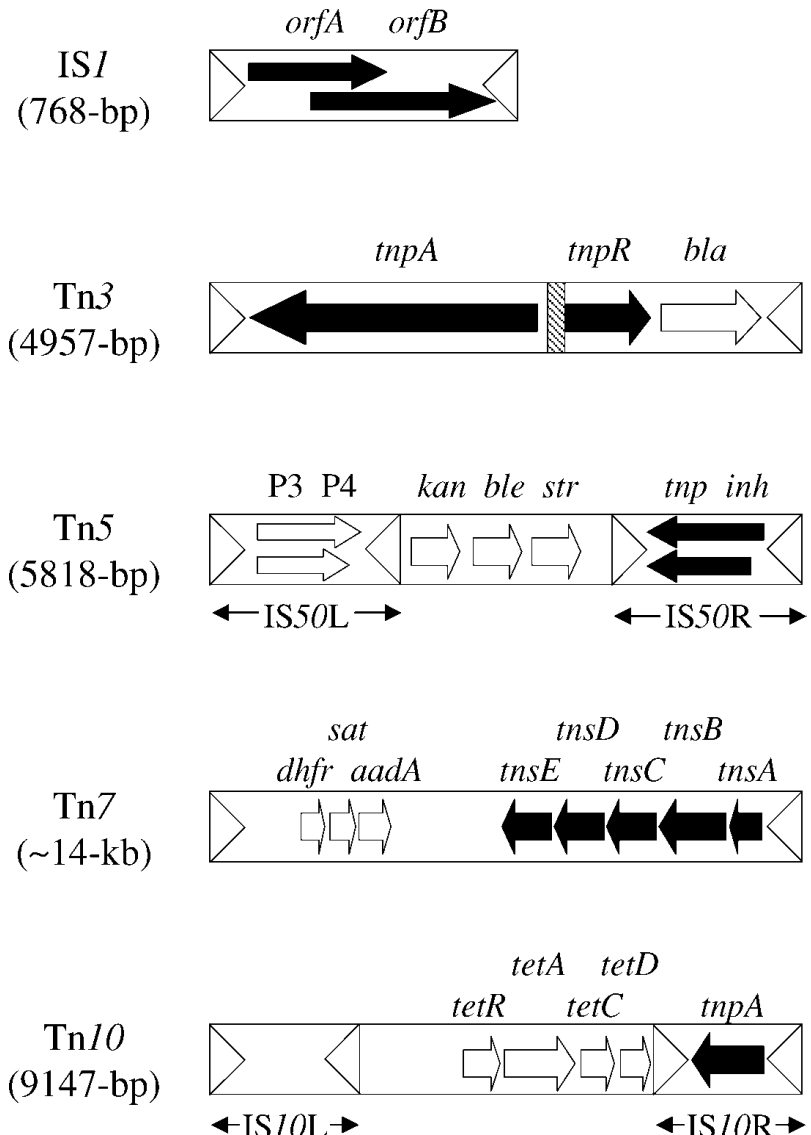 orfA orfB
IS1
(768-bp)
tnpA tnpR bla
Tn3
(4957-bp)
P3 P4 kan ble str tnp inh
Tn5
(5818-bp)
IS50L IS50R
sat tnsD tnsB
dhfr aadA tnsE tnsC tnsA
Tn7
(~14-kb)
tetA tetD
tetR tetC tnpA
Tn10
(9147-bp)
IS10L IS10R